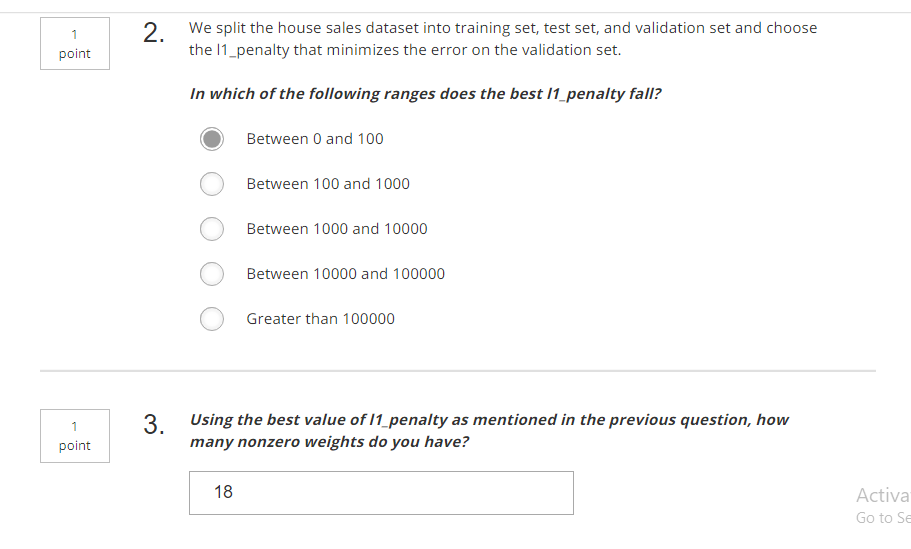 1
point
2.
We split the house sales dataset into training set, test set, and validation set and choose
the l1_penalty that minimizes the error on the validation set.
In which of the following ranges does the best l1_penalty fall?
Between 0 and 100
Between 100 and 1000
Between 1000 and 10000
Between 10000 and 100000
Greater than 100000
1
point
3.
Using the best value of l1_penalty as mentioned in the previous question, how
many nonzero weights do you have?
18
Activa
Go to Se